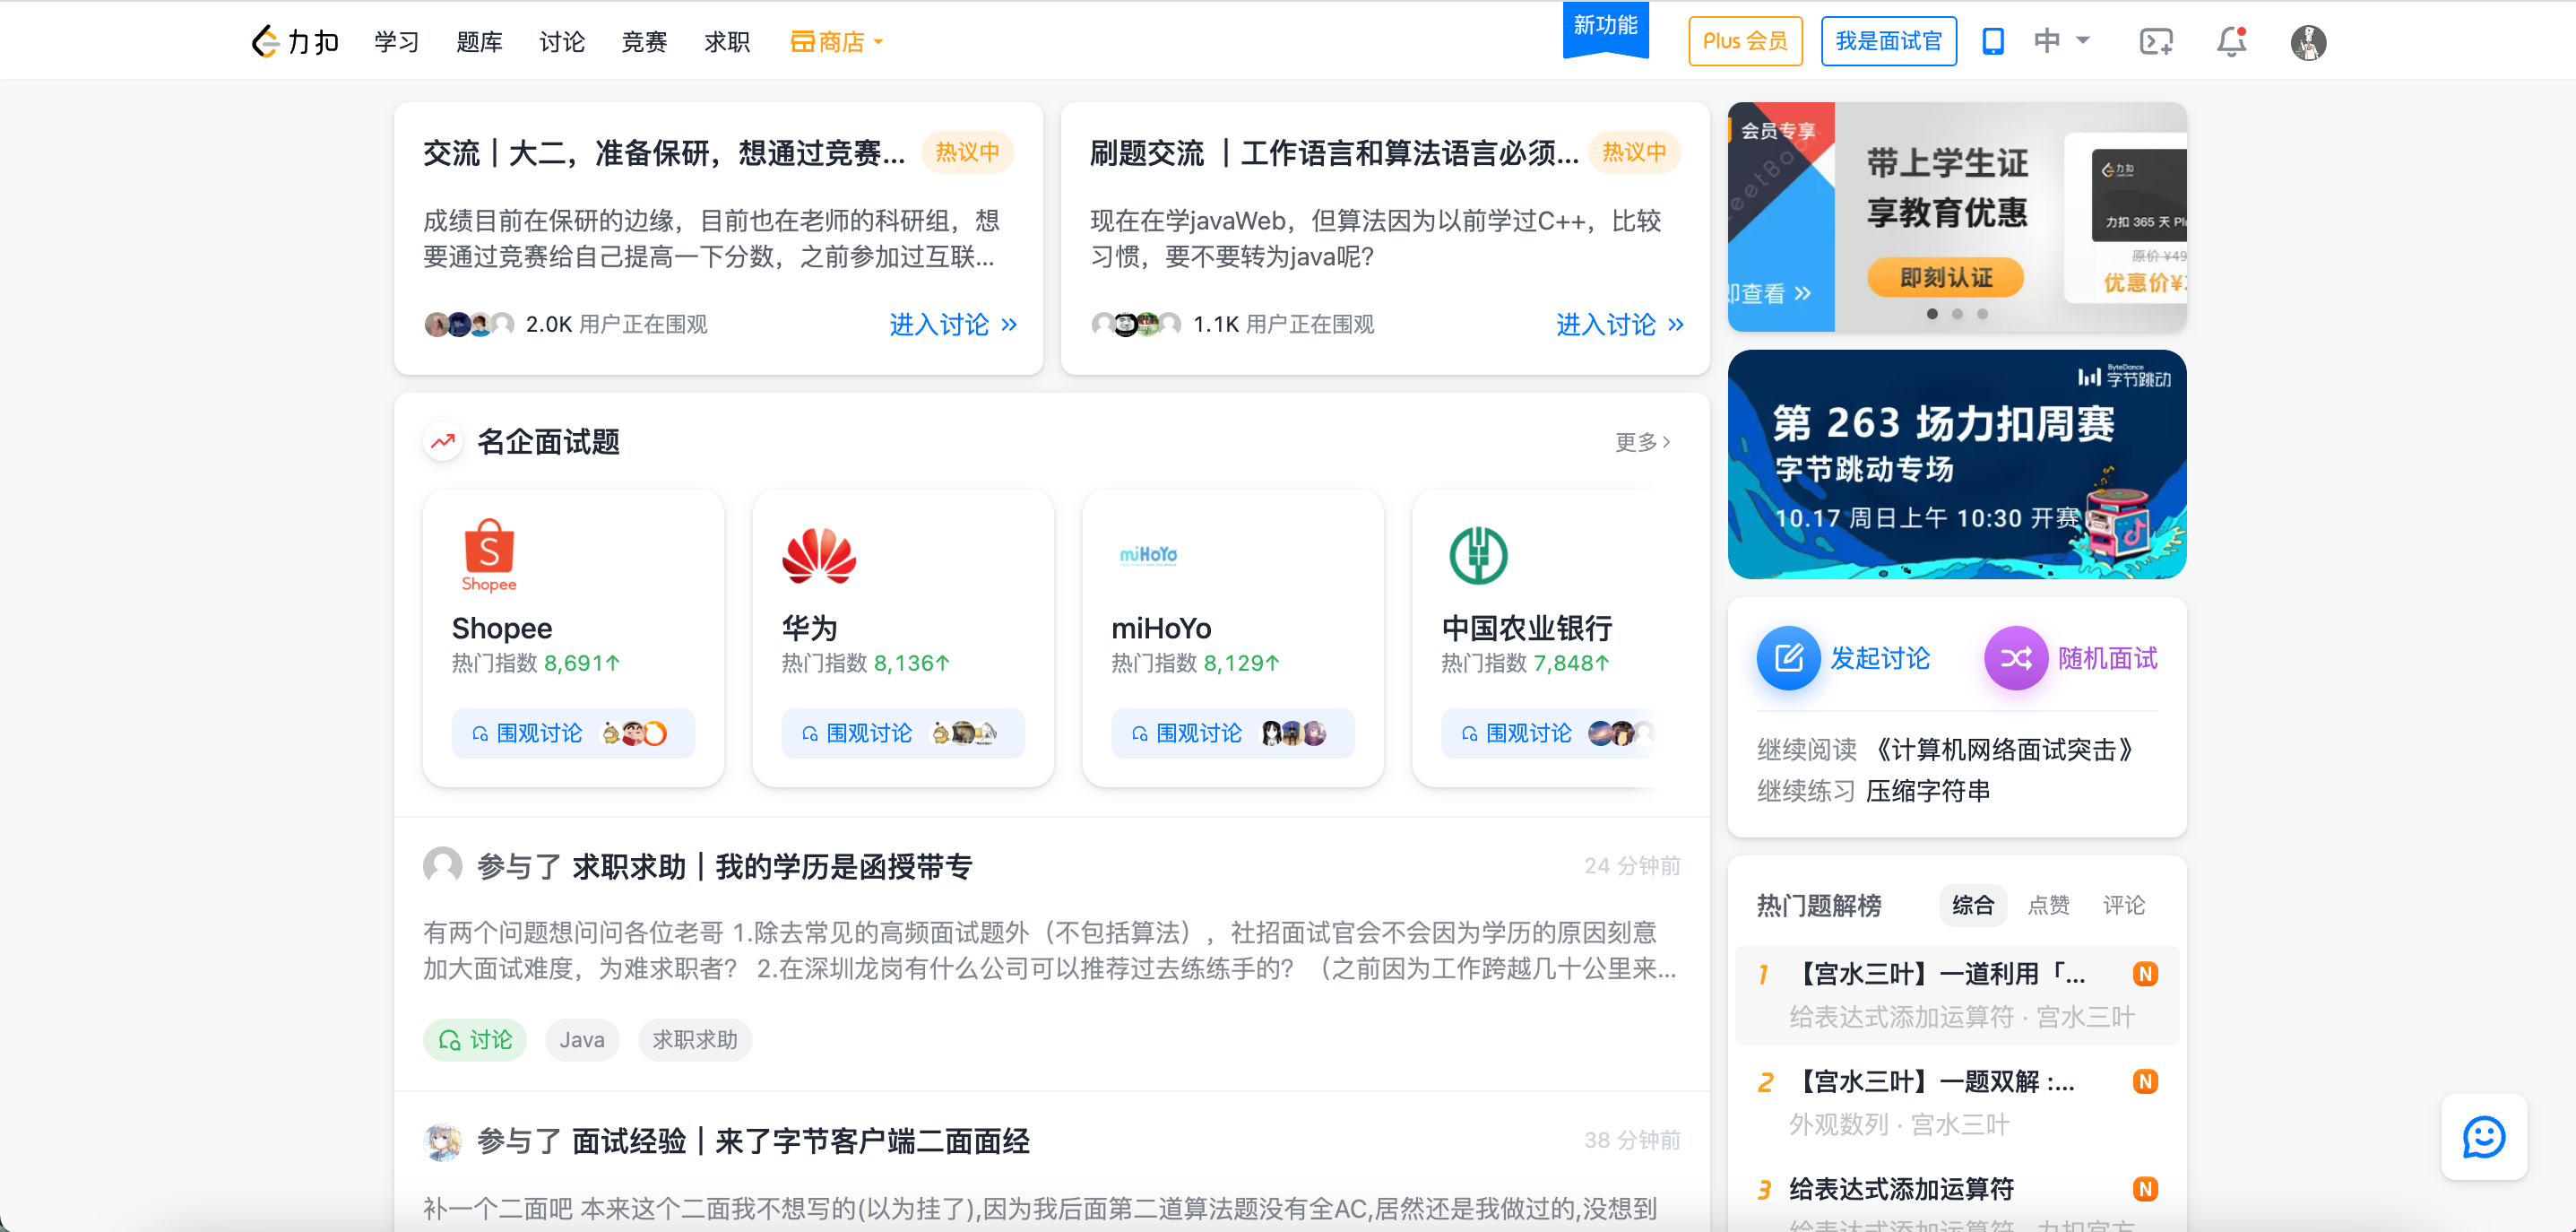 力扣 学习 题库 讨论 竞赛 求职 商店 新功能 Plus 会员 我是面试官 中
交流｜大二，准备保研，想通过竞赛... 热议中
成绩目前在保研的边缘，目前也在老师的科研组，想
要通过竞赛给自己提高一下分数，之前参加过互联...
2.0K 用户正在围观 进入讨论 »
刷题交流 ｜工作语言和算法语言必须... 热议中
现在在学javaWeb，但算法因为以前学过C++，比较
习惯，要不要转为java呢?
1.1K 用户正在围观 进入讨论 »
会员专享
即查看 »
带上学生证
享教育优惠
即刻认证
力扣
力扣 365 天 Pl
原价 ¥49
优惠价¥
ByteDance
字节跳动
第 263 场力扣周赛
字节跳动专场
10.17 周日上午 10:30 开赛
名企面试题 更多 ›
Shopee
Shopee
热门指数 8,691↑
围观讨论
华为
热门指数 8,136↑
围观讨论
miHoYo
miHoYo
热门指数 8,129↑
围观讨论
中国农业银行
热门指数 7,848↑
围观讨论
发起讨论 随机面试
继续阅读 《计算机网络面试突击》
继续练习 压缩字符串
参与了 求职求助｜我的学历是函授带专 24 分钟前
有两个问题想问问各位老哥 1.除去常见的高频面试题外（不包括算法），社招面试官会不会因为学历的原因刻意
加大面试难度，为难求职者？ 2.在深圳龙岗有什么公司可以推荐过去练练手的？（之前因为工作跨越几十公里来...
讨论 Java 求职求助
参与了 面试经验｜来了字节客户端二面面经 38 分钟前
补一个二面吧 本来这个二面我不想写的(以为挂了),因为我后面第二道算法题没有全AC,居然还是我做过的,没想到
热门题解榜 综合 点赞 评论
1 【宫水三叶】一道利用「... N
给表达式添加运算符 · 宫水三叶
2 【宫水三叶】一题双解 :... N
外观数列 · 宫水三叶
3 给表达式添加运算符 N
给表达式添加运算符 · 力扣官方